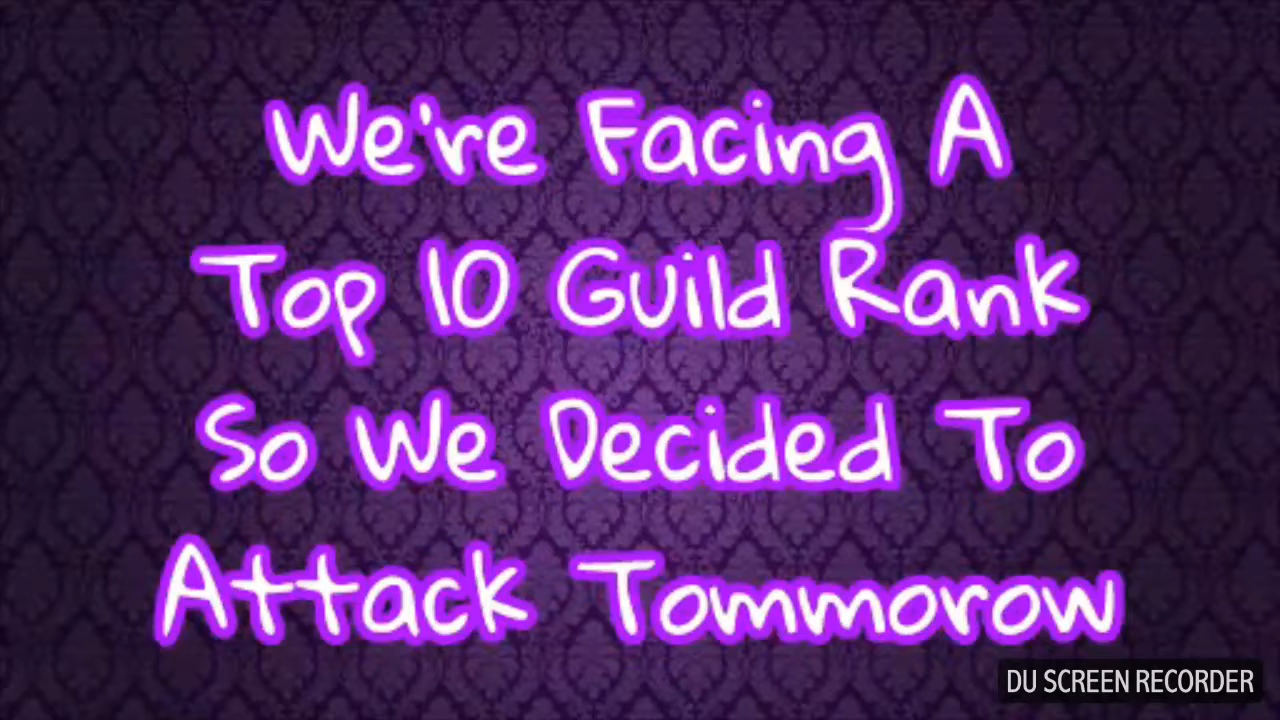 We're Facing A
Top 10 Guild Rank
So We Decided To
Attack Tommorow
DU SCREEN RECORDER